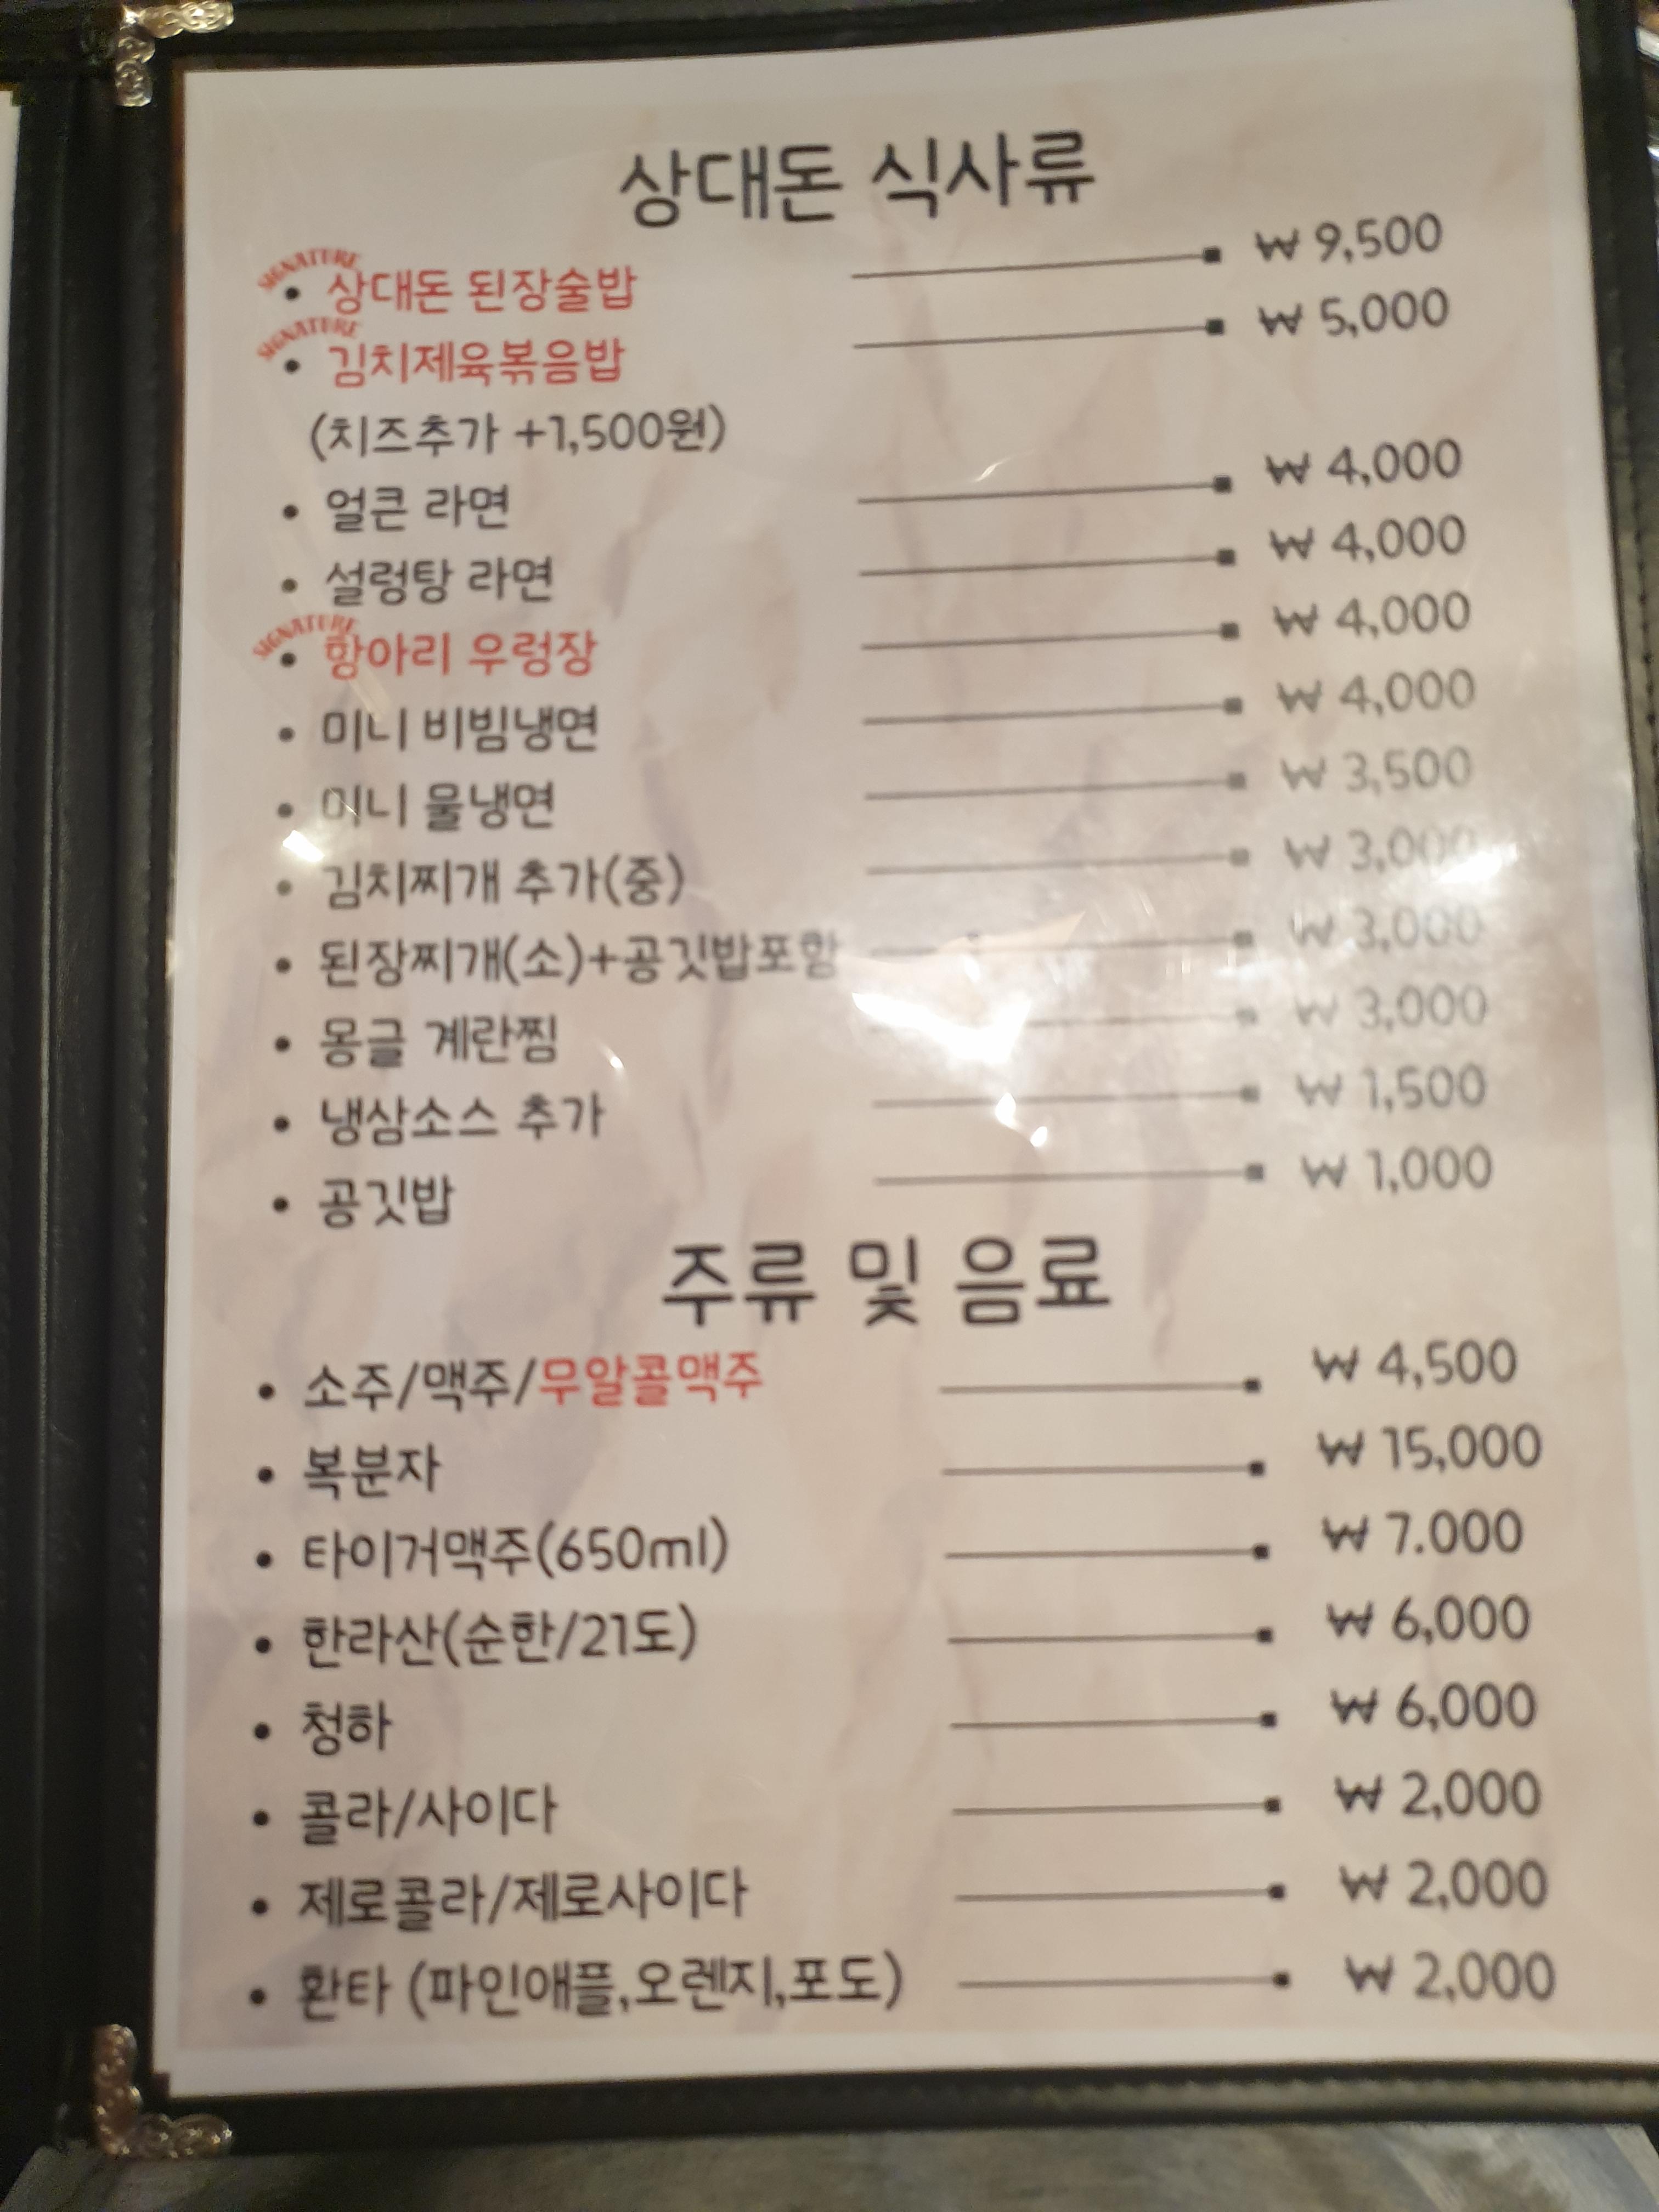 상대돈 식사류
SIGNATURE
• 상대돈 된장술밥 ₩ 9,500
SIGNATURE
• 김치제육볶음밥 ₩ 5,000
(치즈추가 +1,500원)
• 얼큰 라면 ₩ 4,000
• 설렁탕 라면 ₩ 4,000
SIGNATURE
• 항아리 우렁장 ₩ 4,000
• 미니 비빔냉면 ₩ 4,000
• 미니 물냉면 ₩ 3,500
• 김치찌개 추가(중) ₩ 3,000
• 된장찌개(소)+공깃밥포함 ₩ 3,000
• 몽글 계란찜 ₩ 3,000
• 냉삼소스 추가 ₩ 1,500
• 공깃밥 ₩ 1,000
주류 및 음료
• 소주/맥주/무알콜맥주 ₩ 4,500
• 복분자 ₩ 15,000
• 타이거맥주(650ml) ₩ 7.000
• 한라산(순한/21도) ₩ 6,000
• 청하 ₩ 6,000
• 콜라/사이다 ₩ 2,000
• 제로콜라/제로사이다 ₩ 2,000
• 환타 (파인애플,오렌지,포도) ₩ 2,000